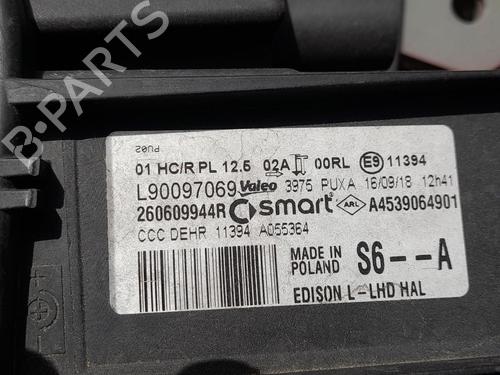 PU02
01 HC/R PL 12.5 02A 00RL E9 11394
L90097069 Valeo 3975 PUXA 16/09/18 12h41
260609944R smart ARL A4539064901
CCC DEHR 11394 A055364
MADE IN
POLAND
S6--A
EDISON L-LHD HAL
B-PARTS